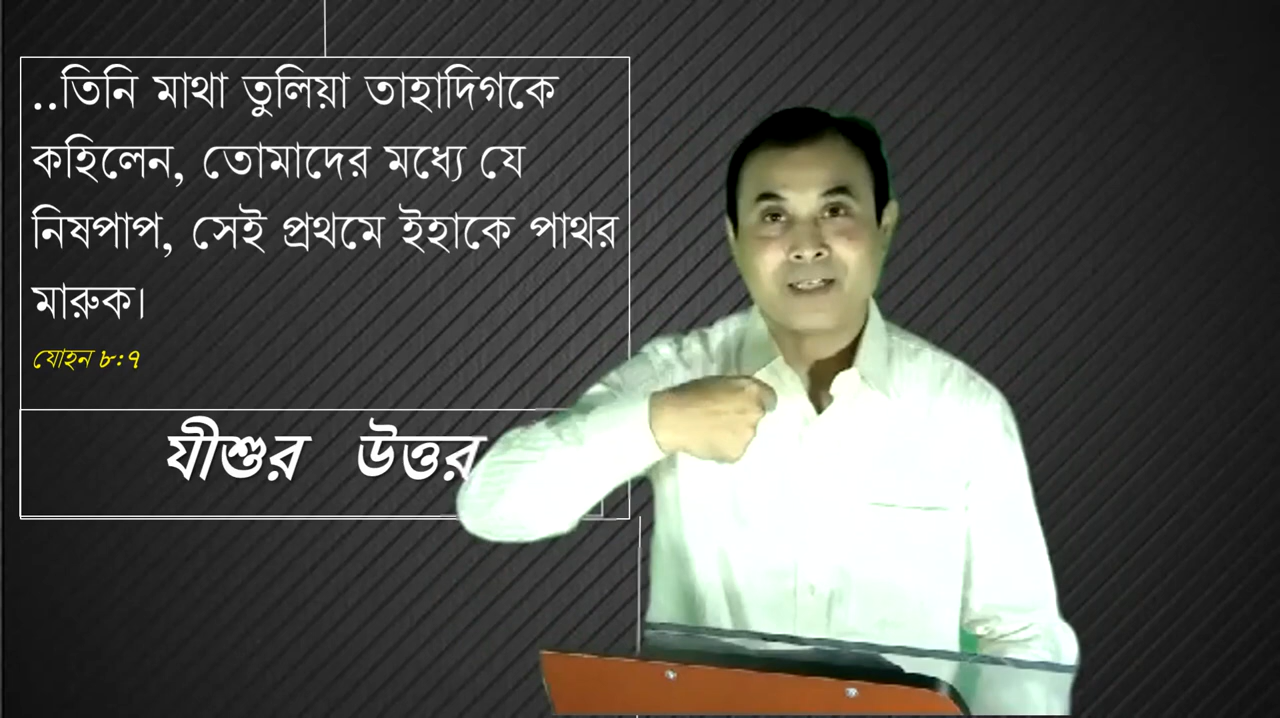 ..তিনি মাথা তুলিয়া তাহাদিগকে
কহিলেন, তোমাদের মধ্যে যে
নিষপাপ, সেই প্রথমে ইহাকে পাথর
মারুক।
যোহন ৮:৭
যীশুর উত্তর